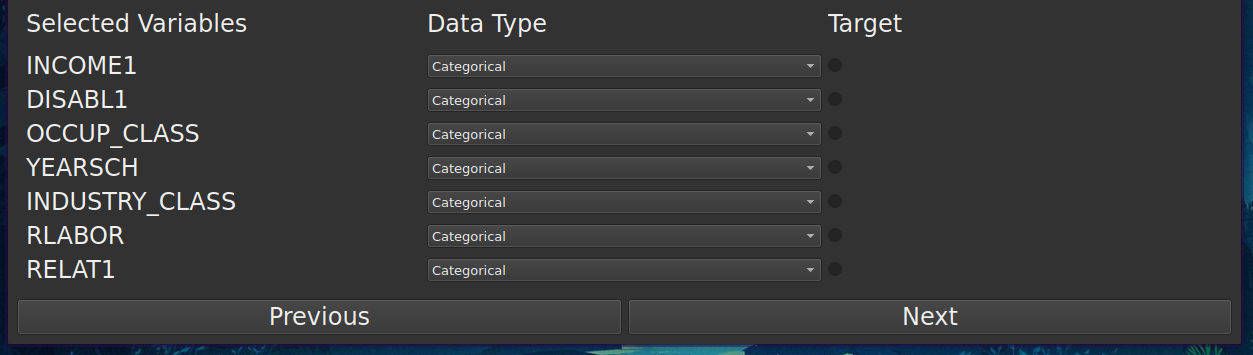 Selected Variables Data Type Target
INCOME1 Categorical
DISABL1 Categorical
OCCUP_CLASS Categorical
YEARSCH Categorical
INDUSTRY_CLASS Categorical
RLABOR Categorical
RELAT1 Categorical
Previous Next